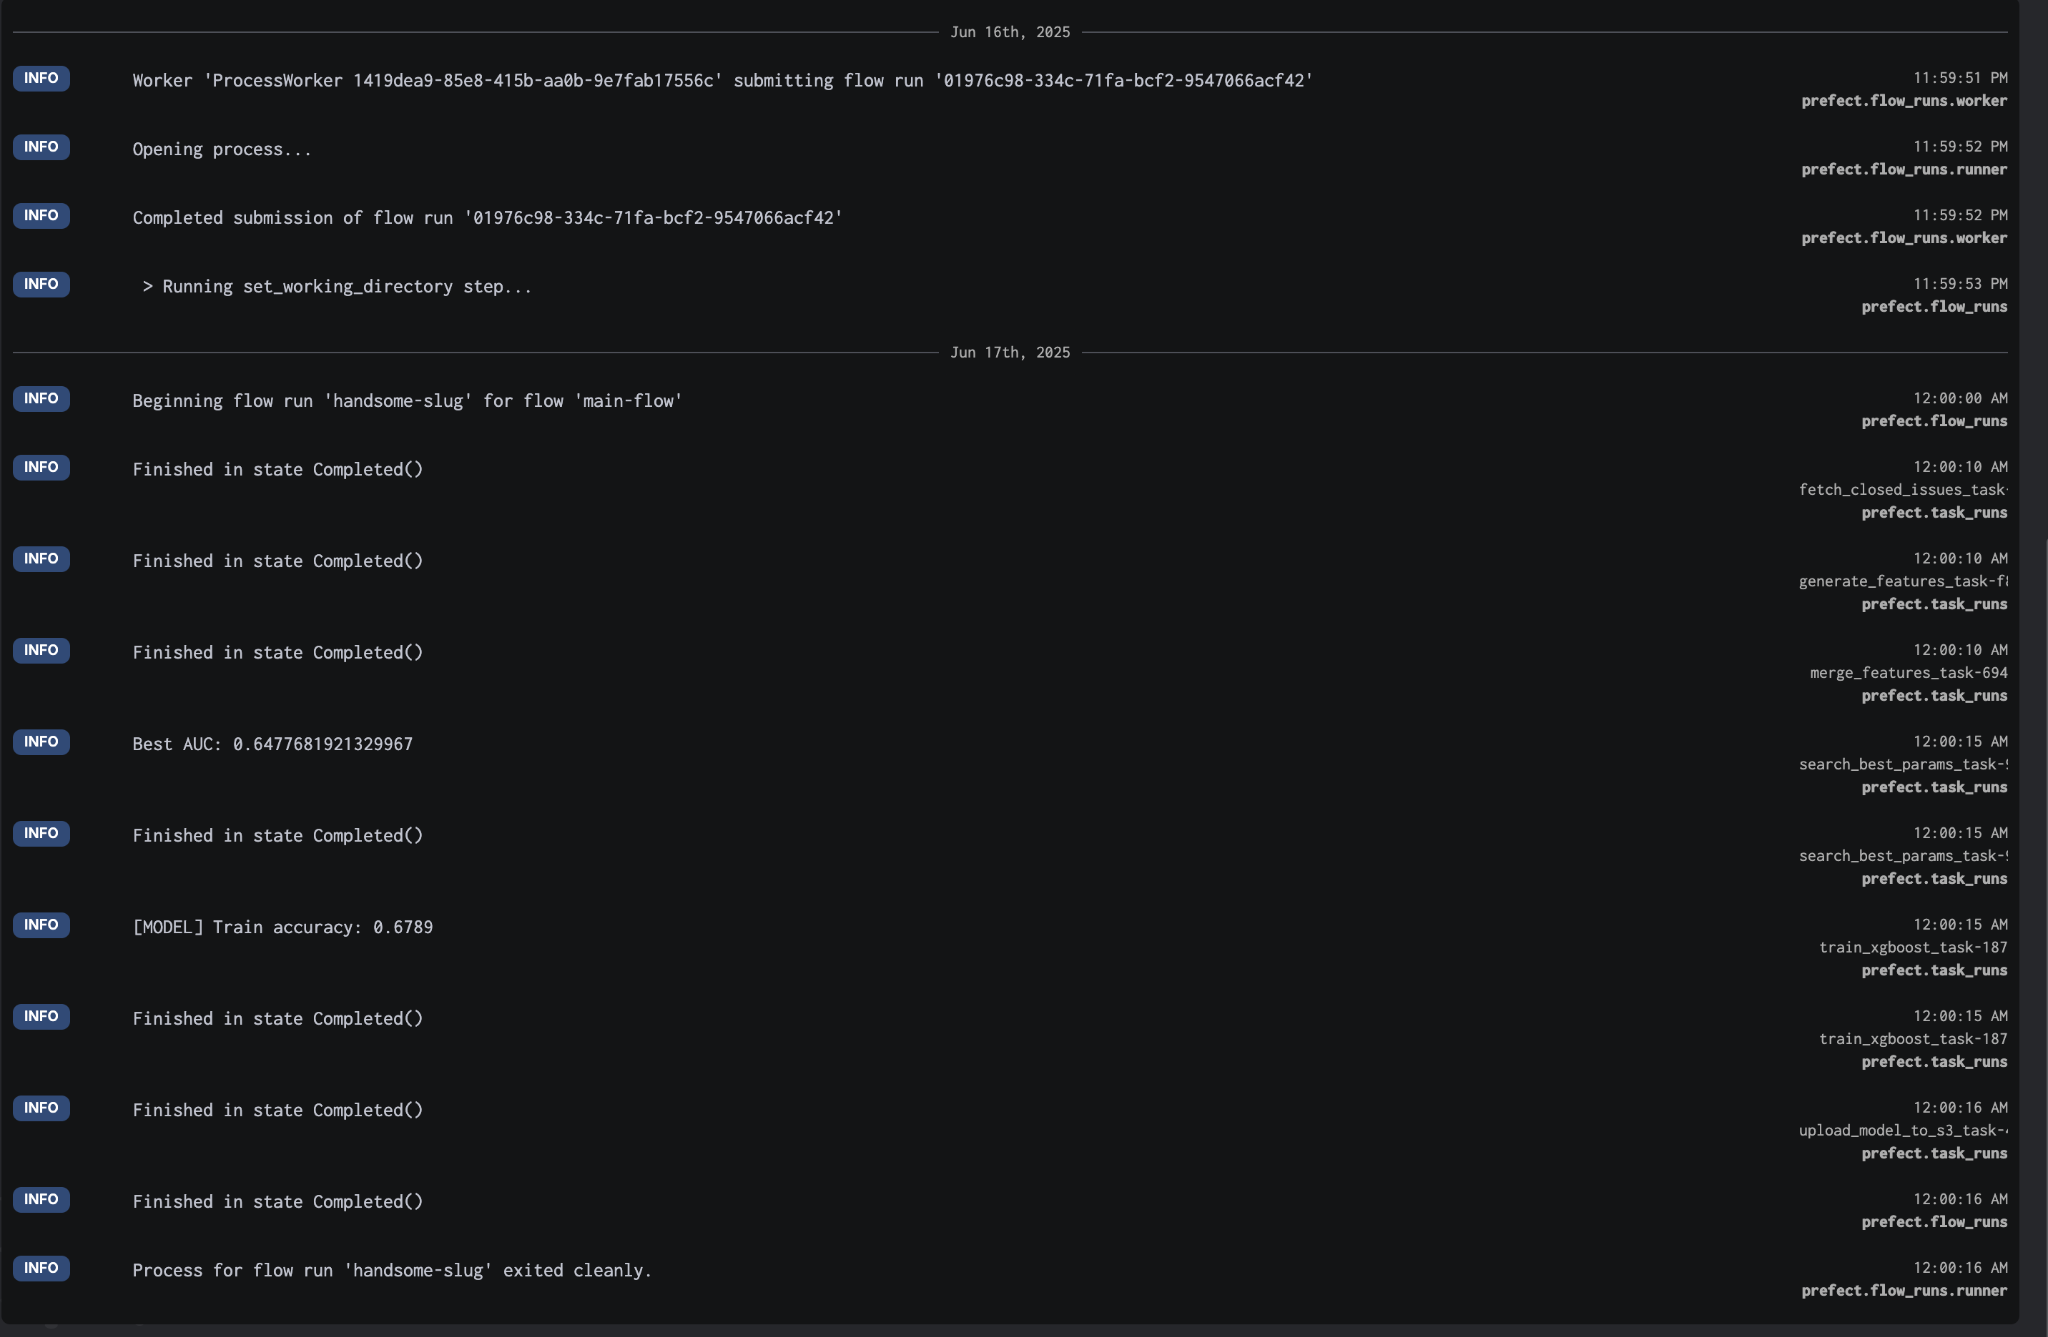 Jun 16th, 2025
INFO Worker 'ProcessWorker 1419dea9-85e8-415b-aa0b-9e7fab17556c' submitting flow run '01976c98-334c-71fa-bcf2-9547066acf42' 11:59:51 PM
prefect.flow_runs.worker
INFO Opening process... 11:59:52 PM
prefect.flow_runs.runner
INFO Completed submission of flow run '01976c98-334c-71fa-bcf2-9547066acf42' 11:59:52 PM
prefect.flow_runs.worker
INFO > Running set_working_directory step... 11:59:53 PM
prefect.flow_runs
Jun 17th, 2025
INFO Beginning flow run 'handsome-slug' for flow 'main-flow' 12:00:00 AM
prefect.flow_runs
INFO Finished in state Completed() 12:00:10 AM
fetch_closed_issues_task-
prefect.task_runs
INFO Finished in state Completed() 12:00:10 AM
generate_features_task-f8
prefect.task_runs
INFO Finished in state Completed() 12:00:10 AM
merge_features_task-694
prefect.task_runs
INFO Best AUC: 0.6477681921329967 12:00:15 AM
search_best_params_task-9
prefect.task_runs
INFO Finished in state Completed() 12:00:15 AM
search_best_params_task-9
prefect.task_runs
INFO [MODEL] Train accuracy: 0.6789 12:00:15 AM
train_xgboost_task-187
prefect.task_runs
INFO Finished in state Completed() 12:00:15 AM
train_xgboost_task-187
prefect.task_runs
INFO Finished in state Completed() 12:00:16 AM
upload_model_to_s3_task-4
prefect.task_runs
INFO Finished in state Completed() 12:00:16 AM
prefect.flow_runs
INFO Process for flow run 'handsome-slug' exited cleanly. 12:00:16 AM
prefect.flow_runs.runner